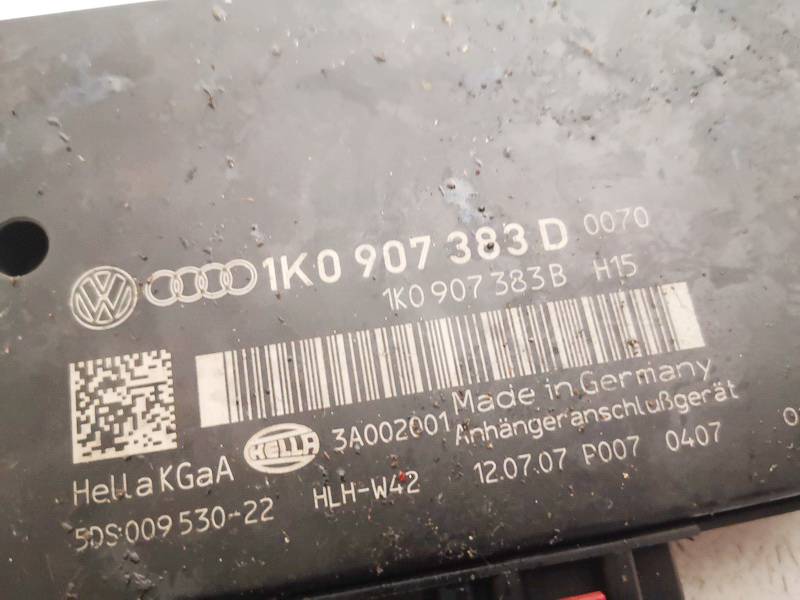 1K0 907 383 D 0070
1K0 907 383 B H15
Made in Germany
HELLA 3A002001 Anhängeranschlußgerät
Hella KGaA HLH-W42 12.07.07 P007 0407
5DS 009 530-22